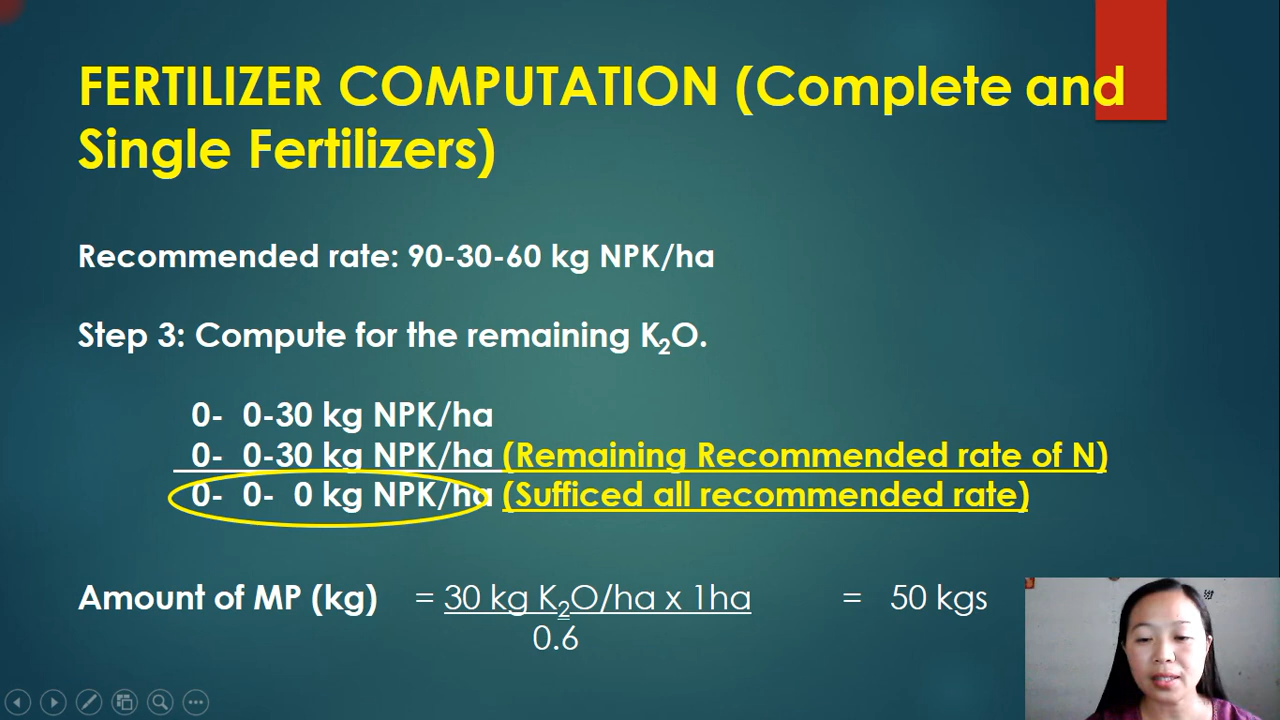 FERTILIZER COMPUTATION (Complete and
Single Fertilizers)
Recommended rate: 90-30-60 kg NPK/ha
Step 3: Compute for the remaining K₂O.
0- 0-30 kg NPK/ha
0- 0-30 kg NPK/ha (Remaining Recommended rate of N)
0- 0- 0 kg NPK/ha (Sufficed all recommended rate)
Amount of MP (kg) = 30 kg K₂O/ha x 1ha = 50 kgs
0.6